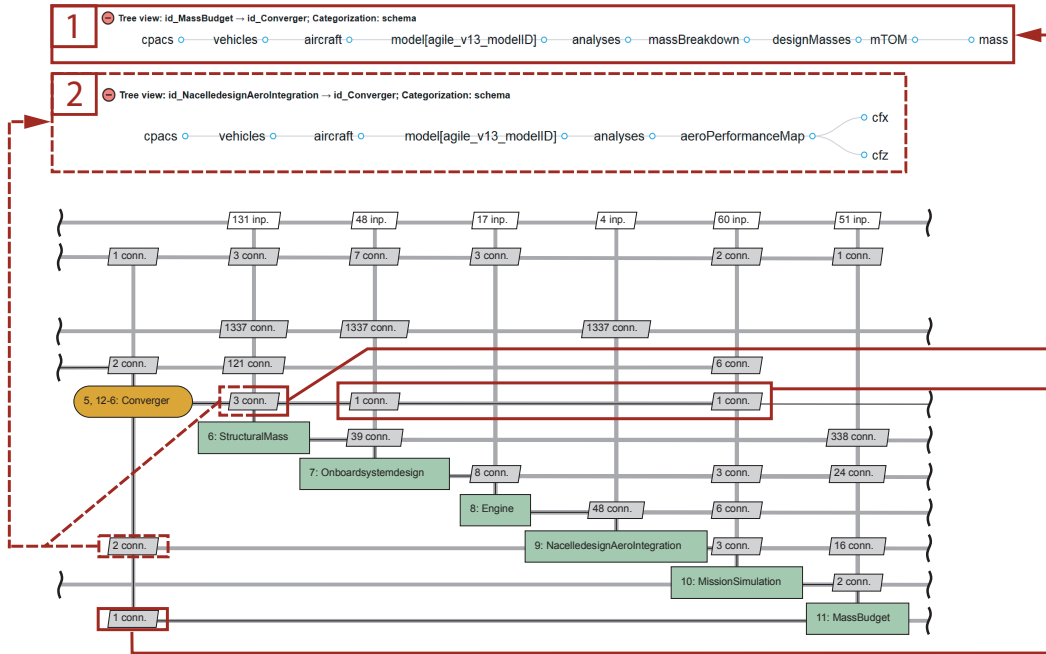 1
Tree view: id_MassBudget → id_Converger; Categorization: schema
cpacs vehicles aircraft model[agile_v13_modelID] analyses massBreakdown designMasses mTOM mass
2
Tree view: id_NacelledesignAeroIntegration → id_Converger; Categorization: schema
cfx
cpacs vehicles aircraft model[agile_v13_modelID] analyses aeroPerformanceMap
cfz
131 inp. 48 inp. 17 inp. 4 inp. 60 inp. 51 inp.
1 conn. 3 conn. 7 conn. 3 conn. 2 conn. 1 conn.
1337 conn. 1337 conn. 1337 conn.
2 conn. 121 conn. 6 conn.
5, 12-6: Converger 3 conn. 1 conn. 1 conn.
6: StructuralMass 39 conn. 338 conn.
7: Onboardsystemdesign 8 conn. 3 conn. 24 conn.
8: Engine 48 conn. 6 conn.
2 conn. 9: NacelledesignAeroIntegration 3 conn. 16 conn.
10: MissionSimulation 2 conn.
1 conn. 11: MassBudget